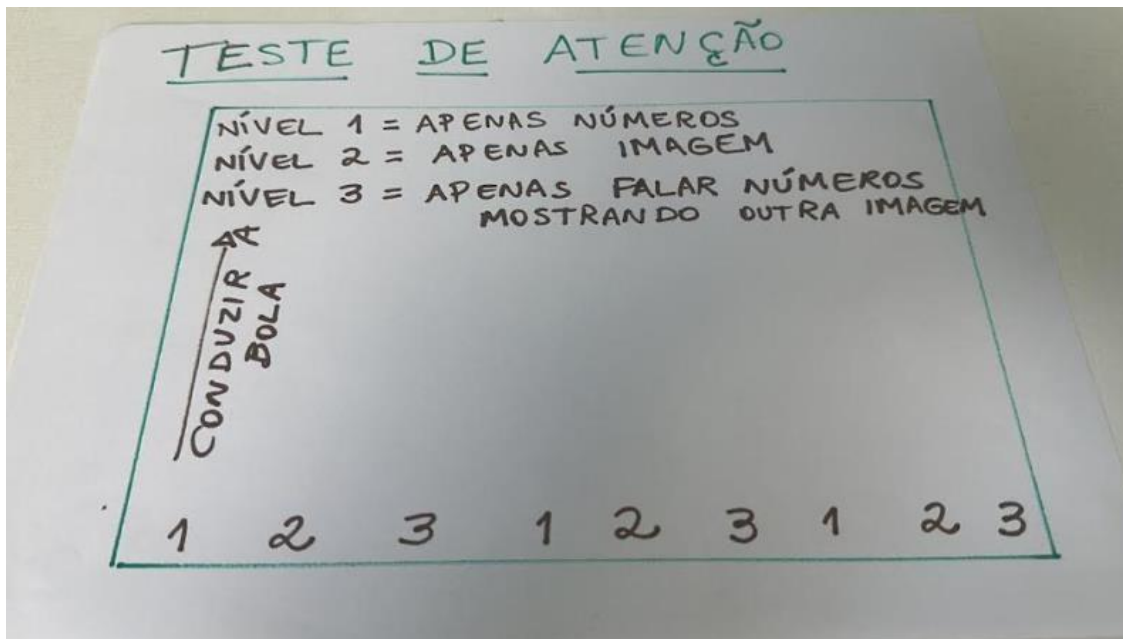 TESTE DE ATENÇÃO
NÍVEL 1 = APENAS NÚMEROS
NÍVEL 2 = APENAS IMAGEM
NÍVEL 3 = APENAS FALAR NÚMEROS
MOSTRANDO OUTRA IMAGEM
CONDUZIR A
BOLA
1 2 3 1 2 3 1 2 3